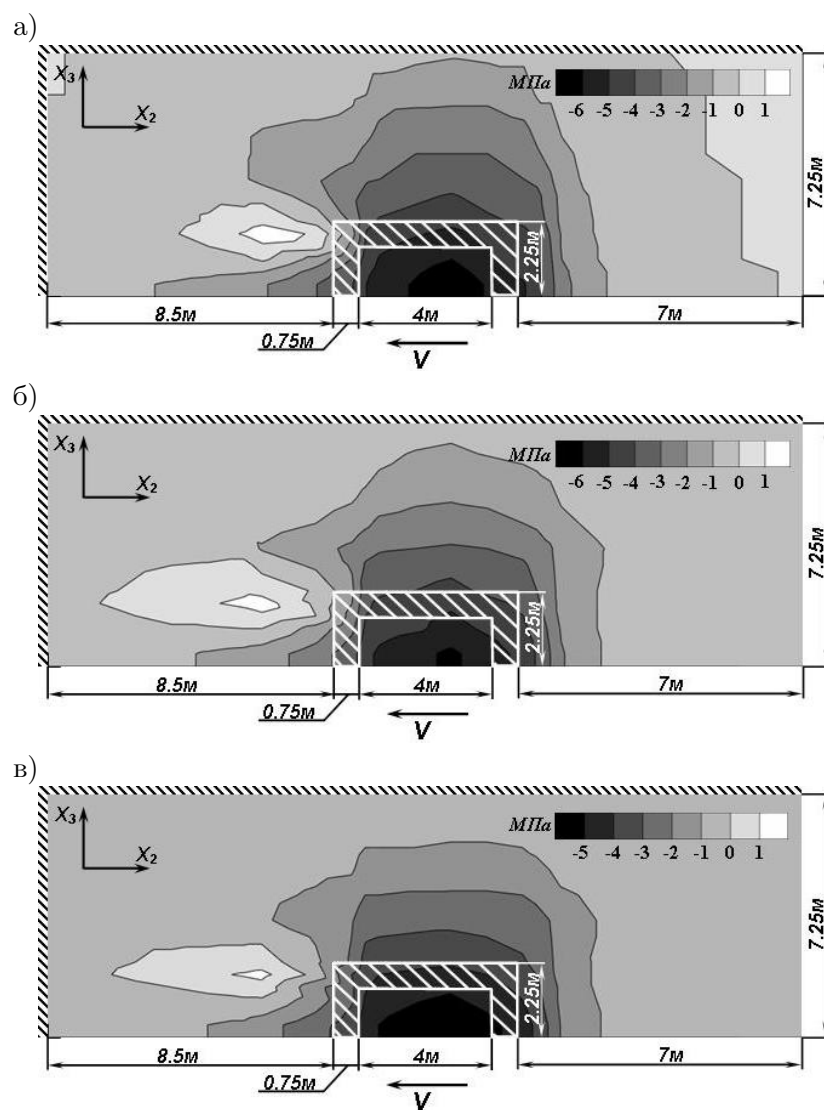 а)
X₃
X₂
МПа
-6 -5 -4 -3 -2 -1 0 1
7.25м
2.25м
8.5м 4м 7м
0.75м
V
б)
X₃
X₂
МПа
-6 -5 -4 -3 -2 -1 0 1
7.25м
2.25м
8.5м 4м 7м
0.75м
V
в)
X₃
X₂
МПа
-5 -4 -3 -2 -1 0 1
7.25м
2.25м
8.5м 4м 7м
0.75м
V